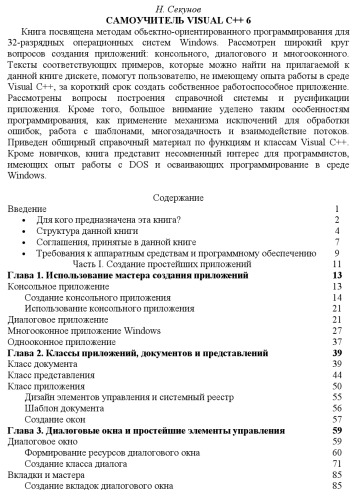 Н. Секунов
САМОУЧИТЕЛЬ VISUAL C++ 6
Книга посвящена методам объектно-ориентированного программирования для
32-разрядных операционных систем Windows. Рассмотрен широкий круг
вопросов создания приложений: консольного, диалогового и многооконного.
Тексты соответствующих примеров, которые можно найти на прилагаемой к
данной книге дискете, помогут пользователю, не имеющему опыта работы в среде
Visual C++, за короткий срок создать собственное работоспособное приложение.
Рассмотрены вопросы построения справочной системы и русификации
приложения. Кроме того, большое внимание уделено таким особенностям
программирования, как применение механизма исключений для обработки
ошибок, работа с шаблонами, многозадачность и взаимодействие потоков.
Приведен обширный справочный материал по функциям и классам Visual C++.
Кроме новичков, книга представит несомненный интерес для программистов,
имеющих опыт работы с DOS и осваивающих программирование в среде
Windows.
Содержание
Введение 1
• Для кого предназначена эта книга? 2
• Структура данной книги 4
• Соглашения, принятые в данной книге 7
• Требования к аппаратным средствам и программному обеспечению 9
Часть I. Создание простейших приложений 11
Глава 1. Использование мастера создания приложений 13
Консольное приложение 13
Создание консольного приложения 14
Использование консольного приложения 21
Диалоговое приложение 21
Многооконное приложение Windows 27
Однооконное приложение 37
Глава 2. Классы приложений, документов и представлений 39
Класс документа 39
Класс представления 44
Класс приложения 50
Дизайн элементов управления и системный реестр 55
Шаблон документа 56
Создание окон 57
Глава 3. Диалоговые окна и простейшие элементы управления 59
Диалоговое окно 59
Формирование ресурсов диалогового окна 60
Создание класса диалога 71
Вкладки и мастера 85
Создание вкладок диалогового окна 85